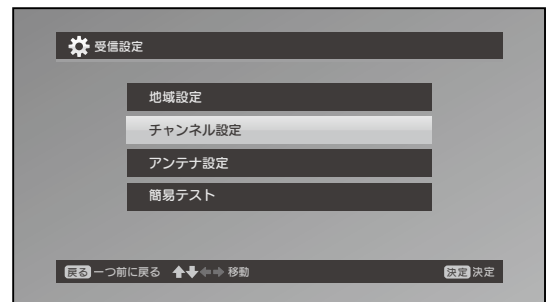 受信設定
地域設定
チャンネル設定
アンテナ設定
簡易テスト
戻る 一つ前に戻る 移動 決定 決定